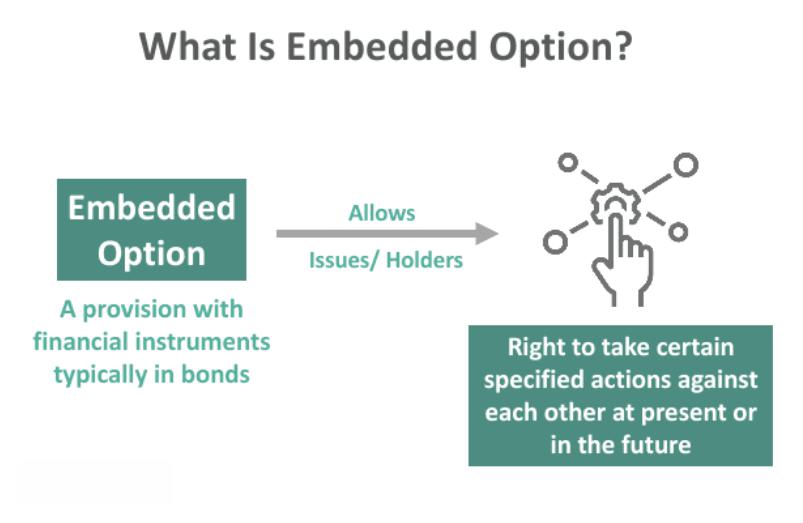 What Is Embedded Option?
Embedded
Option
A provision with
financial instruments
typically in bonds
Allows
Issues/ Holders
Right to take certain
specified actions against
each other at present or
in the future